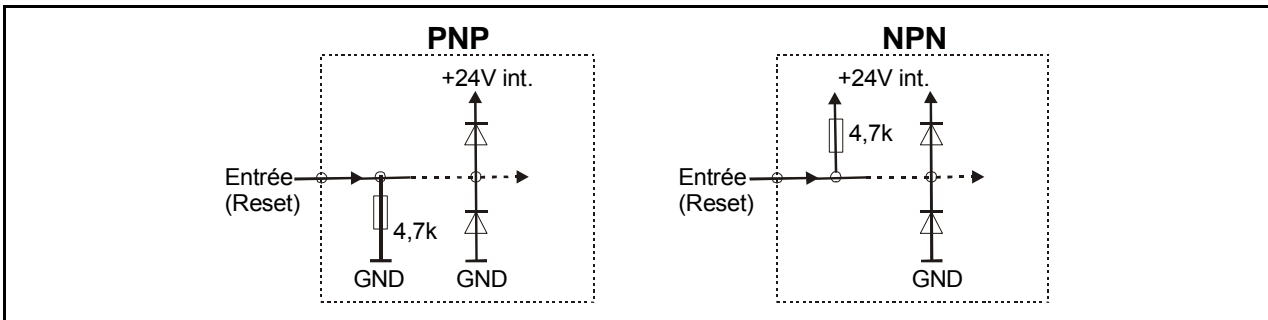 PNP
+24V int.
Entrée
(Reset)
4,7k
GND
GND
NPN
+24V int.
4,7k
Entrée
(Reset)
GND